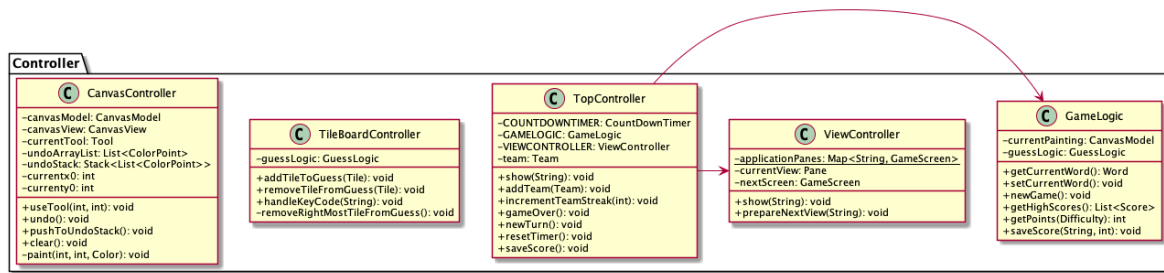 Controller
C CanvasController
-canvasModel: CanvasModel
-canvasView: CanvasView
-currentTool: Tool
-undoArrayList: List<ColorPoint>
-undoStack: Stack<List<ColorPoint>>
-currentx0: int
-currenty0: int
+useTool(int, int): void
+undo(): void
+pushToUndoStack(): void
+clear(): void
-paint(int, int, Color): void
C TileBoardController
-guessLogic: GuessLogic
+addTileToGuess(Tile): void
+removeTileFromGuess(Tile): void
+handleKeyCode(String): void
-removeRightMostTileFromGuess(): void
C TopController
-COUNTDOWNTIMER: CountDownTimer
-GAMELOGIC: GameLogic
-VIEWCONTROLLER: ViewController
-team: Team
+show(String): void
+addTeam(Team): void
+incrementTeamStreak(int): void
+gameOver(): void
+newTurn(): void
+resetTimer(): void
+saveScore(): void
C ViewController
-applicationPanes: Map<String, GameScreen>
-currentView: Pane
-nextScreen: GameScreen
+show(String): void
+prepareNextView(String): void
C GameLogic
-currentPainting: CanvasModel
-guessLogic: GuessLogic
+getCurrentWord(): Word
+setCurrentWord(): void
+newGame(): void
+getHighScores(): List<Score>
+getPoints(Difficulty): int
+saveScore(String, int): void